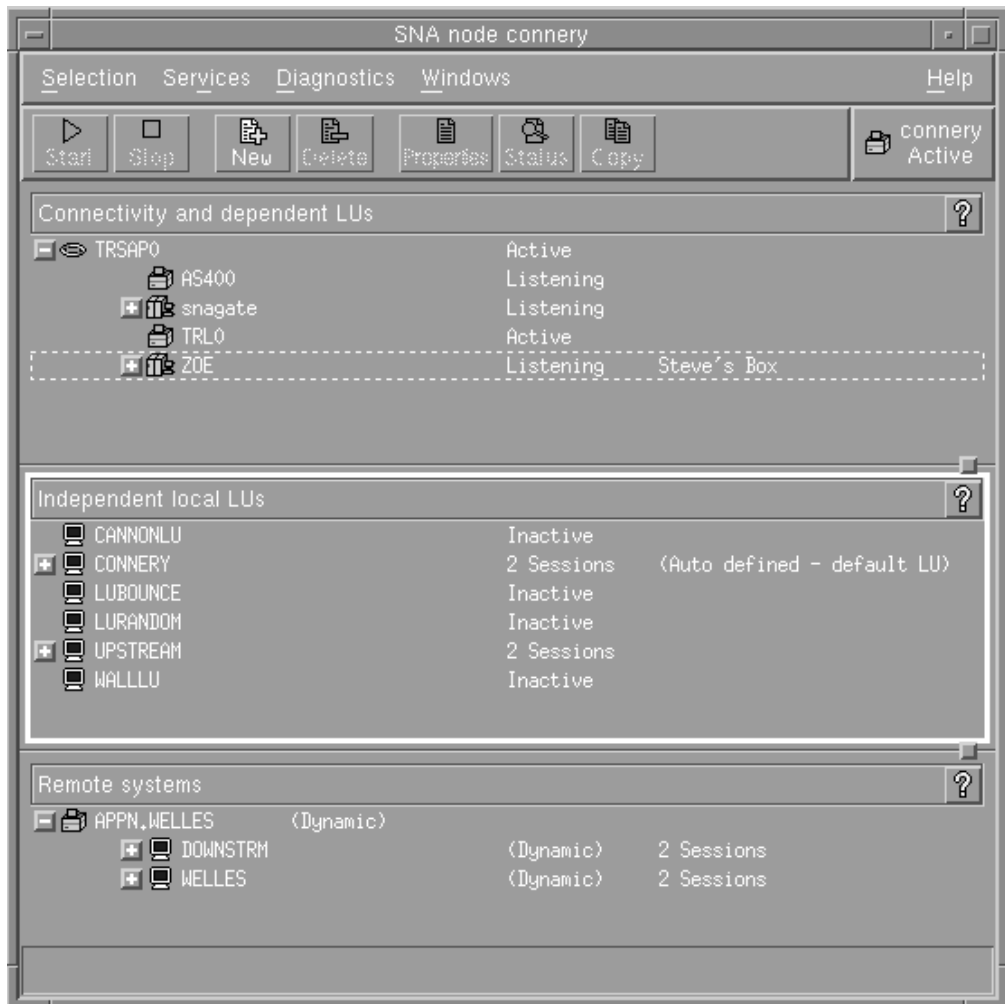 SNA node connery
Selection Services Diagnostics Windows Help
Start Stop New Delete Properties Status Copy connery Active
Connectivity and dependent LUs ?
TRSAP0 Active
AS400 Listening
snagate Listening
TRL0 Active
ZOE Listening Steve's Box
Independent local LUs ?
CANNONLU Inactive
CONNERY 2 Sessions (Auto defined - default LU)
LUBOUNCE Inactive
LURANDOM Inactive
UPSTREAM 2 Sessions
WALLLU Inactive
Remote systems ?
APPN.WELLES (Dynamic)
DOWNSTRM (Dynamic) 2 Sessions
WELLES (Dynamic) 2 Sessions